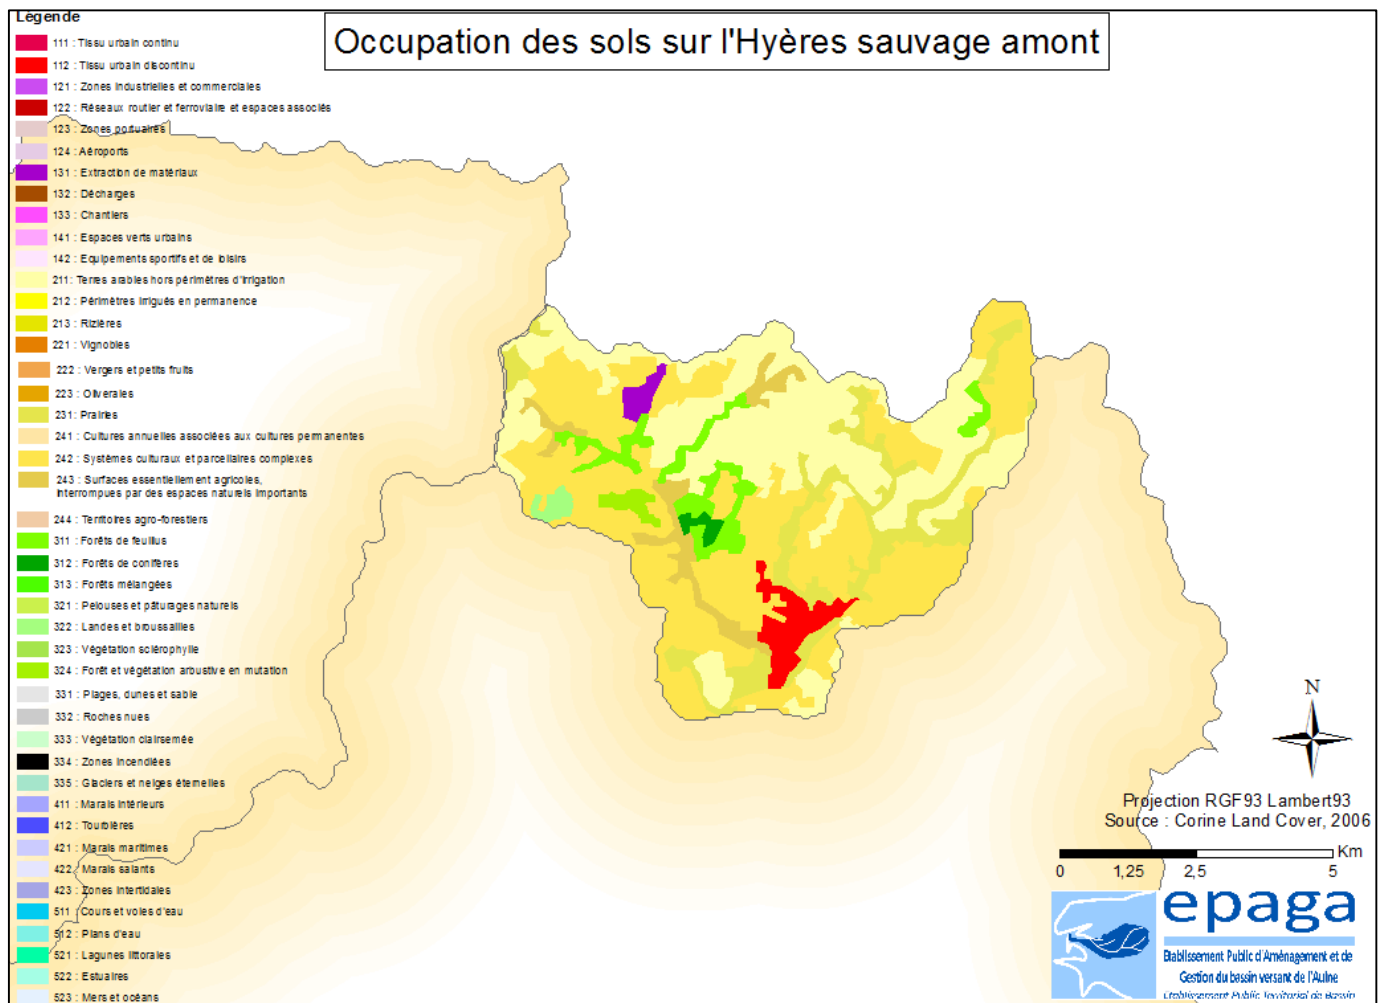 Légende
Occupation des sols sur l'Hyères sauvage amont
111 : Tissu urbain continu
112 : Tissu urbain discontinu
121 : Zones industrielles et commerciales
122 : Réseaux routier et ferroviaire et espaces associés
123 : Zones portuaires
124 : Aéroports
131 : Extraction de matériaux
132 : Décharges
133 : Chantiers
141 : Espaces verts urbains
142 : Equipements sportifs et de loisirs
211: Terres arables hors périmètres d'irrigation
212 : Périmètres irrigués en permanence
213 : Rizières
221 : Vignobles
222 : Vergers et petits fruits
223 : Oliveraies
231 : Prairies
241 : Cultures annuelles associées aux cultures permanentes
242 : Systèmes culturaux et parcellaires complexes
243 : Surfaces essentiellement agricoles,
interrompues par des espaces naturels importants
244 : Territoires agro-forestiers
311 : Forêts de feuillus
312 : Forêts de conifères
313 : Forêts mélangées
321 : Pelouses et pâturages naturels
322 : Landes et broussailles
323 : Végétation sclérophylle
324 : Forêt et végétation arbustive en mutation
331 : Plages, dunes et sable
332 : Roches nues
333 : Végétation clairsemée
334 : Zones incendiées
335 : Glaciers et neiges éternelles
411 : Marais intérieurs
412 : Tourbières
421 : Marais maritimes
422 : Marais salants
423 : Zones intertidales
511 : Cours et voies d'eau
512 : Plans d'eau
521 : Lagunes littorales
522 : Estuaires
523 : Mers et océans
N
Projection RGF93 Lambert93
Source : Corine Land Cover, 2006
Km
0 1,25 2,5 5
epaga
Etablissement Public d'Aménagement et de
Gestion du bassin versant de l'Aulne
Etablissement Public Territorial de Bassin